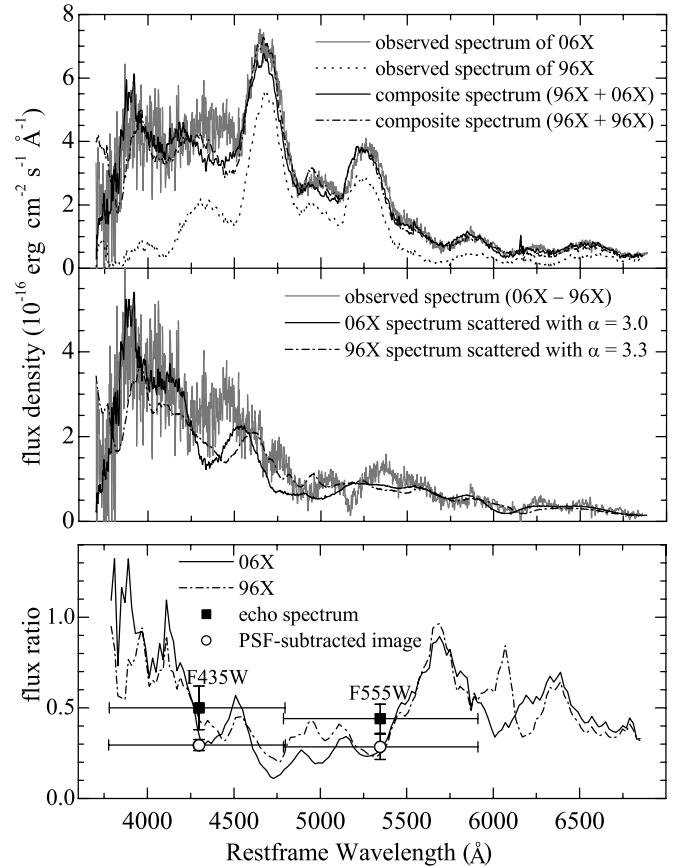 8
observed spectrum of 06X
observed spectrum of 96X
composite spectrum (96X + 06X)
composite spectrum (96X + 96X)
6
4
2
0
flux density (10⁻¹⁶ erg cm⁻² s⁻¹ Å⁻¹)
observed spectrum (06X – 96X)
06X spectrum scattered with α = 3.0
96X spectrum scattered with α = 3.3
4
2
0
06X
96X
echo spectrum
PSF-subtracted image
F435W
F555W
flux ratio
1.0
0.5
0.0
4000 4500 5000 5500 6000 6500
Restframe Wavelength (Å)